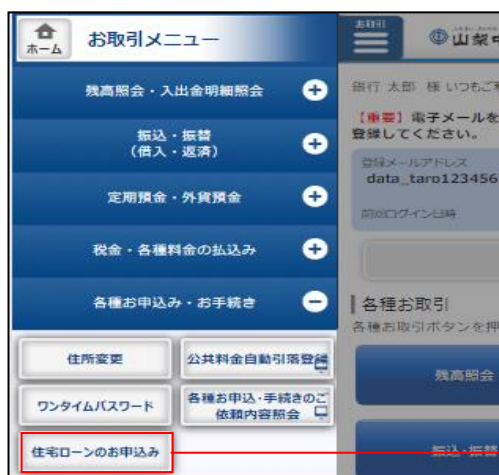 ホーム
お取引メニュー
残高照会・入出金明細照会
振込・振替
(借入・返済)
定期預金・外貨預金
税金・各種料金の払込み
各種お申込み・お手続き
住所変更
公共料金自動引落登録
ワンタイムパスワード
各種お申込・手続きのご
依頼内容照会
住宅ローンのお申込み
お取引
山梨中
銀行 太郎 様 いつもご
【重要】電子メールを
登録してください。
登録メールアドレス
data_taro123456
前回ログイン日時
各種お取引
各種お取引ボタンを押
残高照会
振込・振替